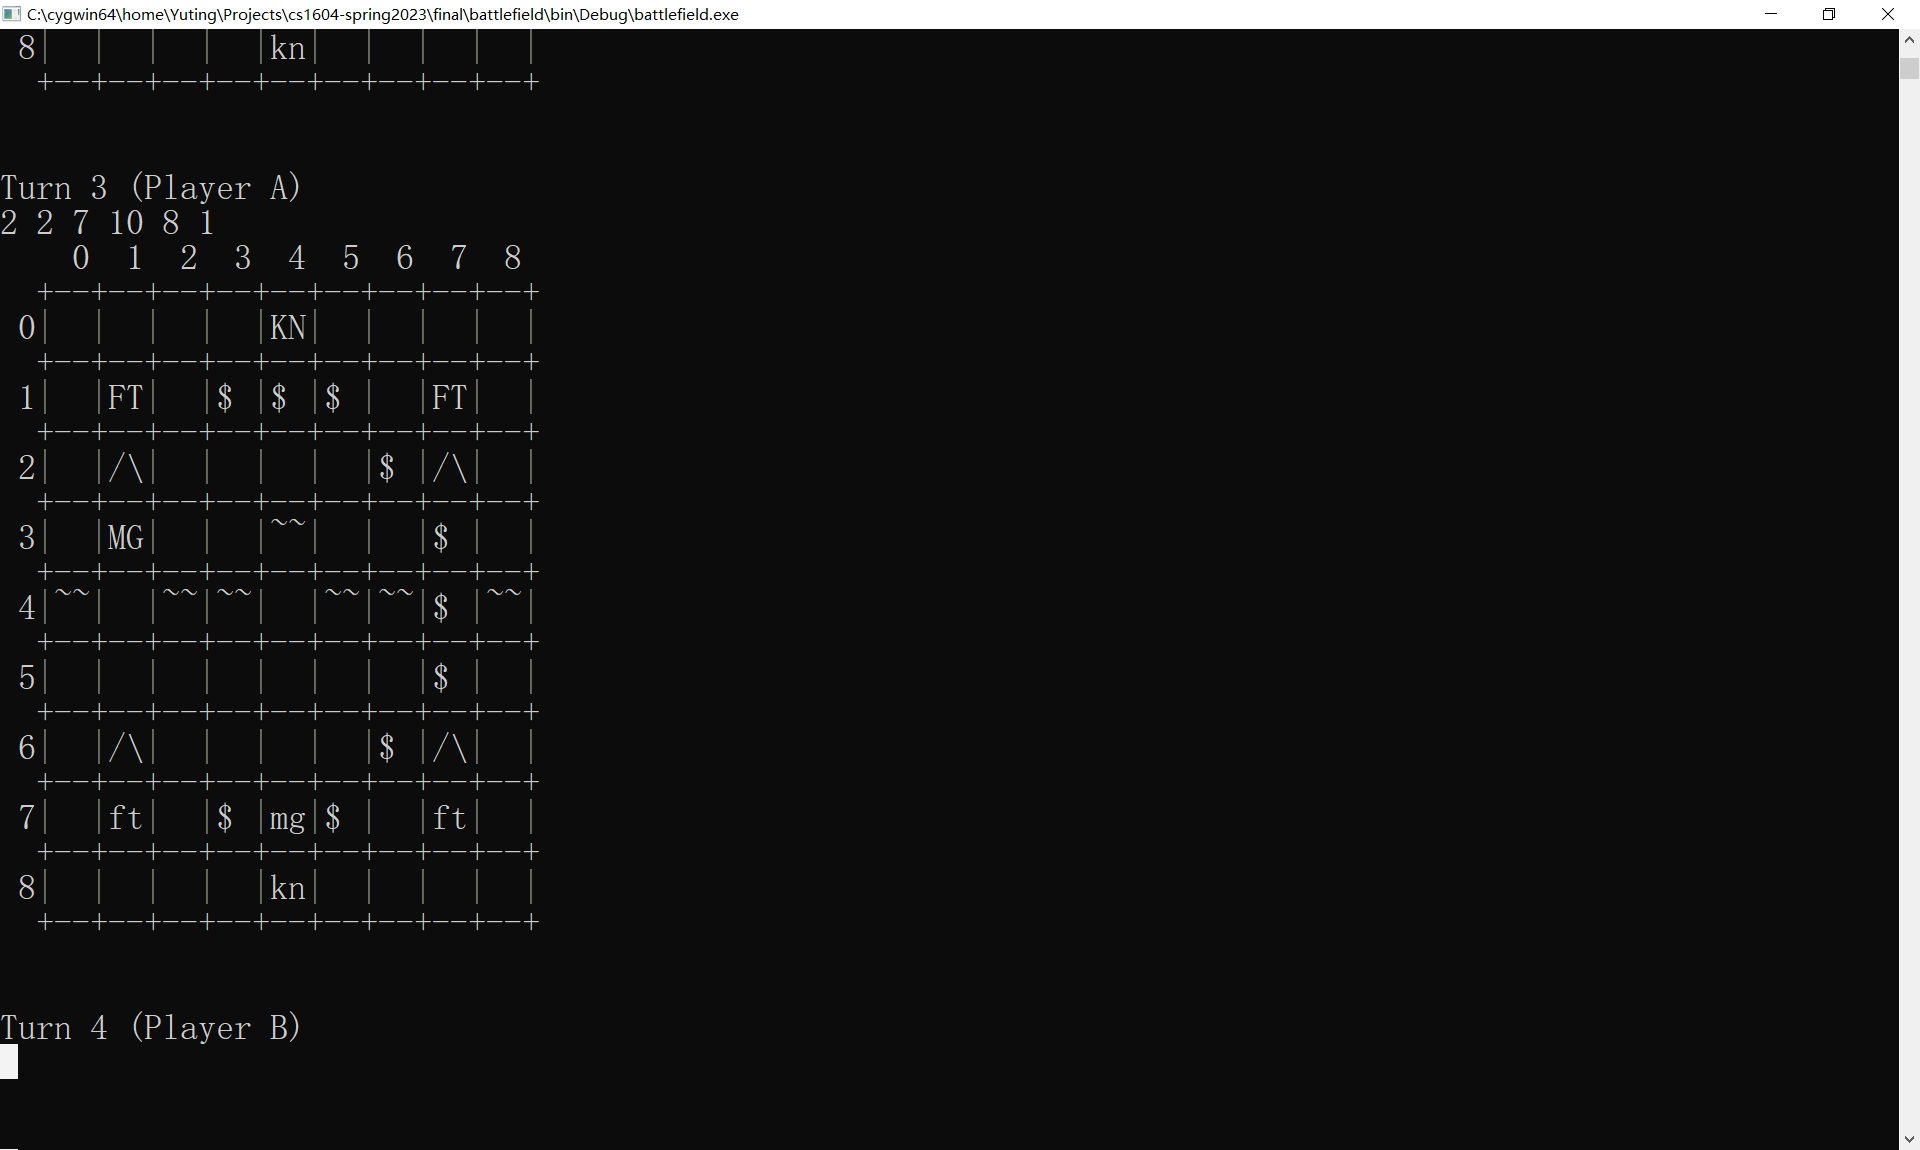 C:\cygwin64\home\Yuting\Projects\cs1604-spring2023\final\battlefield\bin\Debug\battlefield.exe
 8|  |  |  |  |kn|  |  |  |  |
  +--+--+--+--+--+--+--+--+--+
Turn 3 (Player A)
2 2 7 10 8 1
    0  1  2  3  4  5  6  7  8
  +--+--+--+--+--+--+--+--+--+
 0|  |  |  |  |KN|  |  |  |  |
  +--+--+--+--+--+--+--+--+--+
 1|  |FT|  |$ |$ |$ |  |FT|  |
  +--+--+--+--+--+--+--+--+--+
 2|  |/\|  |  |  |  |$ |/\|  |
  +--+--+--+--+--+--+--+--+--+
 3|  |MG|  |  |~~|  |  |$ |  |
  +--+--+--+--+--+--+--+--+--+
 4|~~|  |~~|~~|  |~~|~~|$ |~~|
  +--+--+--+--+--+--+--+--+--+
 5|  |  |  |  |  |  |  |$ |  |
  +--+--+--+--+--+--+--+--+--+
 6|  |/\|  |  |  |  |$ |/\|  |
  +--+--+--+--+--+--+--+--+--+
 7|  |ft|  |$ |mg|$ |  |ft|  |
  +--+--+--+--+--+--+--+--+--+
 8|  |  |  |  |kn|  |  |  |  |
  +--+--+--+--+--+--+--+--+--+
Turn 4 (Player B)